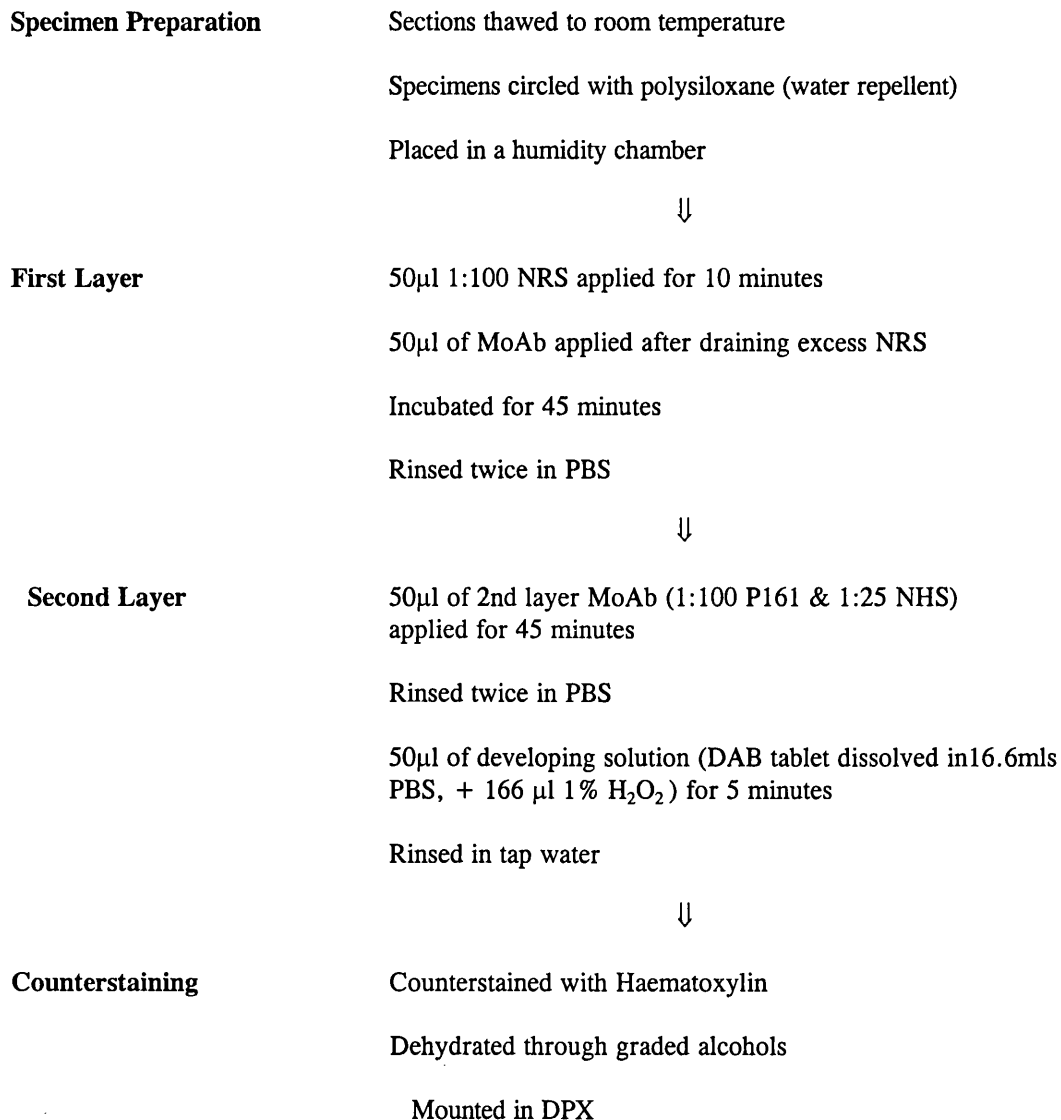 Specimen Preparation Sections thawed to room temperature
Specimens circled with polysiloxane (water repellent)
Placed in a humidity chamber
⇓
First Layer 50µl 1:100 NRS applied for 10 minutes
50µl of MoAb applied after draining excess NRS
Incubated for 45 minutes
Rinsed twice in PBS
⇓
Second Layer 50µl of 2nd layer MoAb (1:100 P161 & 1:25 NHS)
applied for 45 minutes
Rinsed twice in PBS
50µl of developing solution (DAB tablet dissolved in16.6mls
PBS, + 166 µl 1% H₂O₂) for 5 minutes
Rinsed in tap water
⇓
Counterstaining Counterstained with Haematoxylin
Dehydrated through graded alcohols
Mounted in DPX